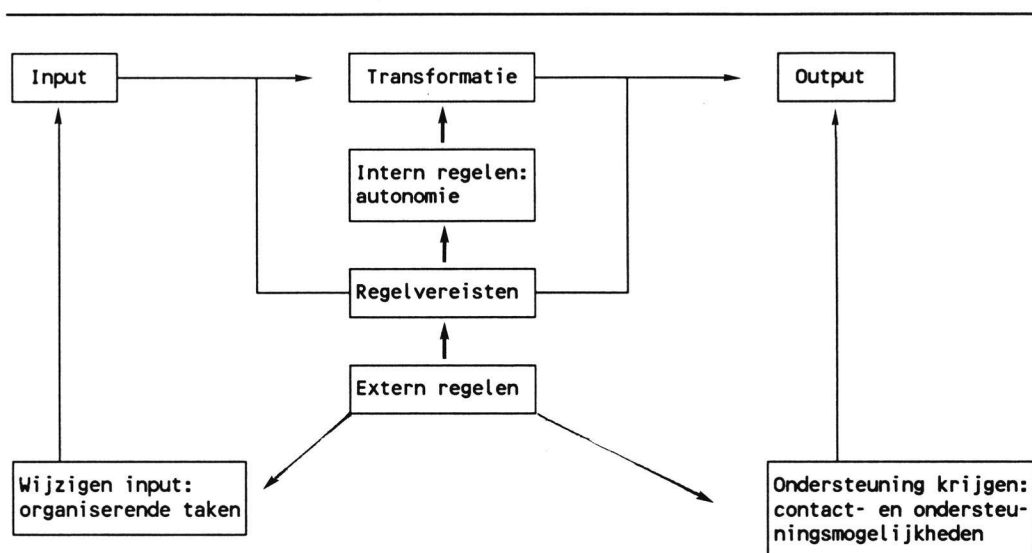 Input
Transformatie
Output
Intern regelen:
autonomie
Regelvereisten
Extern regelen
Wijzigen input:
organiserende taken
Ondersteuning krijgen:
contact- en ondersteu-
ningsmogelijkheden